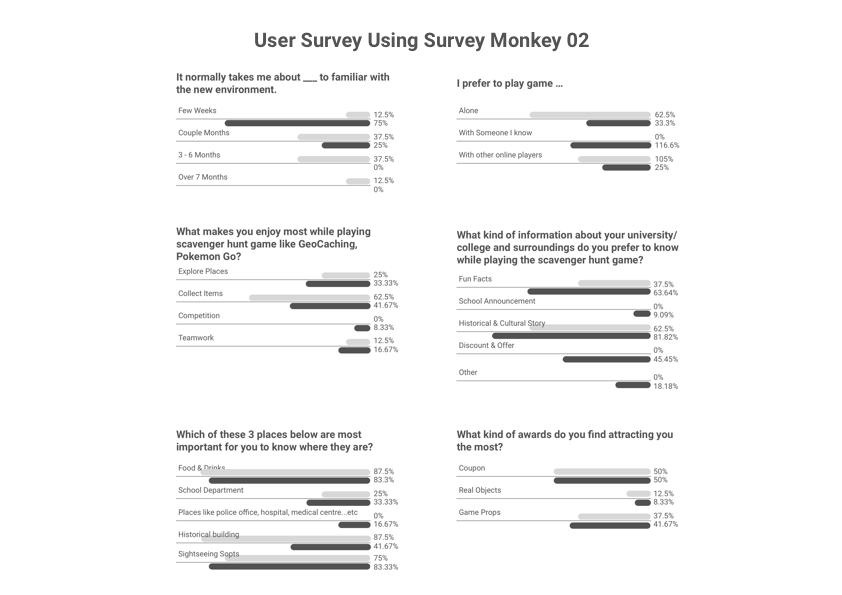 User Survey Using Survey Monkey 02
It normally takes me about ___ to familiar with
the new environment.
Few Weeks
12.5%
75%
Couple Months
37.5%
25%
3 - 6 Months
37.5%
0%
Over 7 Months
12.5%
0%
I prefer to play game ...
Alone
62.5%
33.3%
With Someone I know
0%
116.6%
With other online players
105%
25%
What makes you enjoy most while playing
scavenger hunt game like GeoCaching,
Pokemon Go?
Explore Places
25%
33.33%
Collect Items
62.5%
41.67%
Competition
0%
8.33%
Teamwork
12.5%
16.67%
What kind of information about your university/
college and surroundings do you prefer to know
while playing the scavenger hunt game?
Fun Facts
37.5%
63.64%
School Announcement
0%
9.09%
Historical & Cultural Story
62.5%
81.82%
Discount & Offer
0%
45.45%
Other
0%
18.18%
Which of these 3 places below are most
important for you to know where they are?
Food & Drinks
87.5%
83.3%
School Department
25%
33.33%
Places like police office, hospital, medical centre...etc
0%
16.67%
Historical building
87.5%
41.67%
Sightseeing Sopts
75%
83.33%
What kind of awards do you find attracting you
the most?
Coupon
50%
50%
Real Objects
12.5%
8.33%
Game Props
37.5%
41.67%